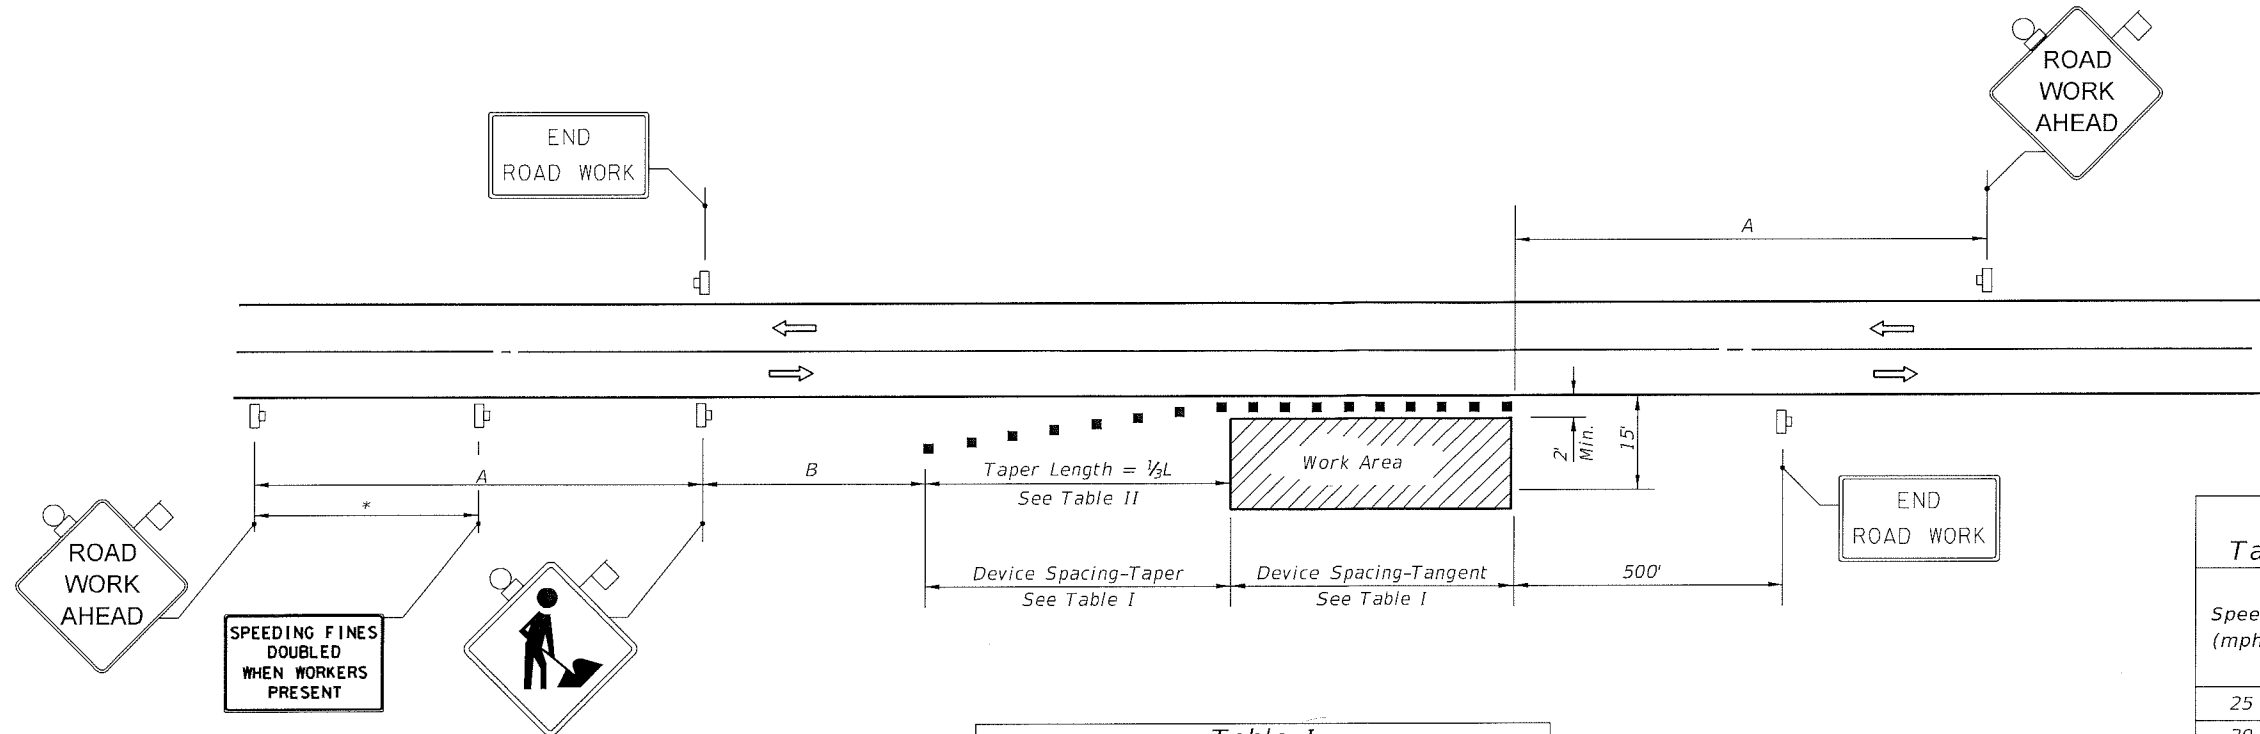 ROAD
WORK
AHEAD
END
ROAD WORK
A
A
B
*
Taper Length = ⅓L
See Table II
Work Area
2'
Min.
15'
Device Spacing-Taper
See Table I
Device Spacing-Tangent
See Table I
500'
END
ROAD WORK
ROAD
WORK
AHEAD
SPEEDING FINES
DOUBLED
WHEN WORKERS
PRESENT
Table I
(mph
25